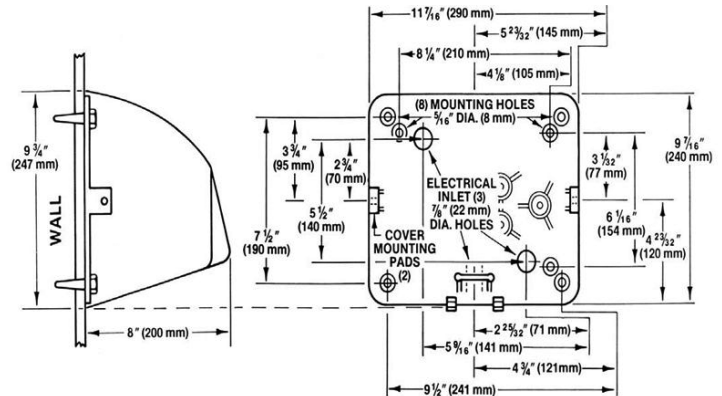 11 7/16" (290 mm)
5 23/32" (145 mm)
8 1/4" (210 mm)
4 1/8" (105 mm)
(8) MOUNTING HOLES
5/16" DIA. (8 mm)
9 3/4"
(247 mm)
WALL
8" (200 mm)
3 3/4"
(95 mm)
2 3/4"
(70 mm)
5 1/2"
(140 mm)
7 1/2"
(190 mm)
ELECTRICAL
INLET (3)
7/8" (22 mm)
DIA. HOLES
COVER
MOUNTING
PADS
(2)
3 1/32"
(77 mm)
9 7/16"
(240 mm)
6 1/16"
(154 mm)
4 23/32"
(120 mm)
2 25/32" (71 mm)
5 9/16" (141 mm)
4 3/4" (121mm)
9 1/2" (241 mm)